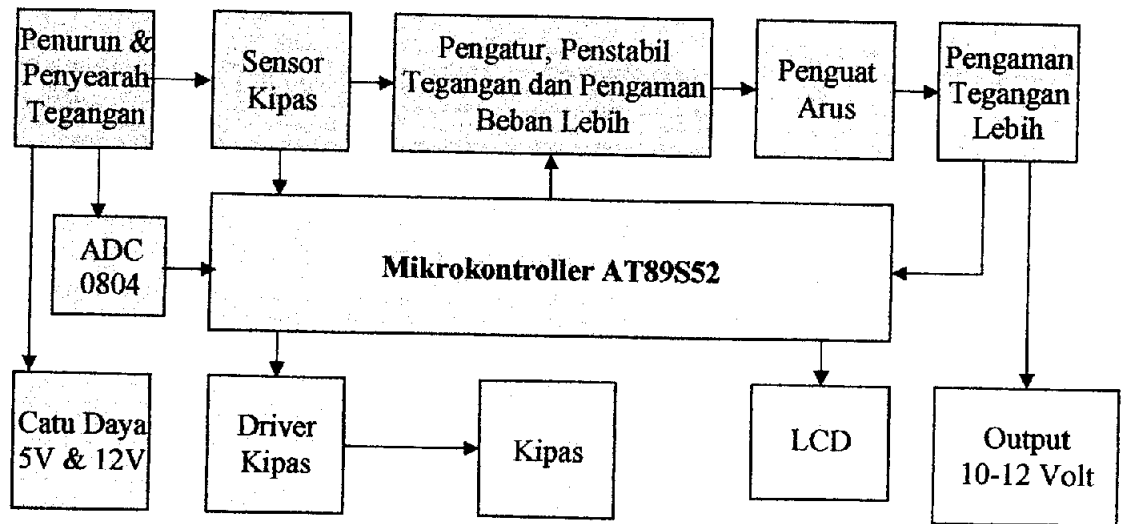 Penurun &
Penyearah
Tegangan
Sensor
Kipas
Pengatur, Penstabil
Tegangan dan Pengaman
Beban Lebih
Penguat
Arus
Pengaman
Tegangan
Lebih
ADC
0804
Mikrokontroller AT89S52
Catu Daya
5V & 12V
Driver
Kipas
Kipas
LCD
Output
10-12 Volt